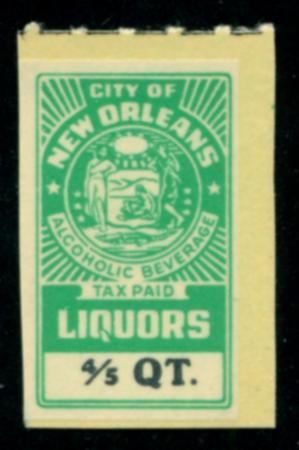 CITY OF
NEW ORLEANS
ALCOHOLIC BEVERAGE
TAX PAID
LIQUORS
4/5 QT.